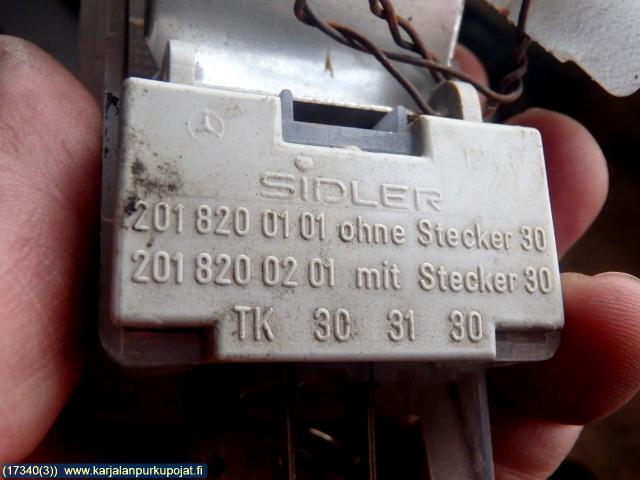 SiDLER
201 820 01 01 ohne Stecker 30
201 820 02 01 mit Stecker 30
TK 30 31 30
(17340(3)) www.karjalanpurkupojat.fi